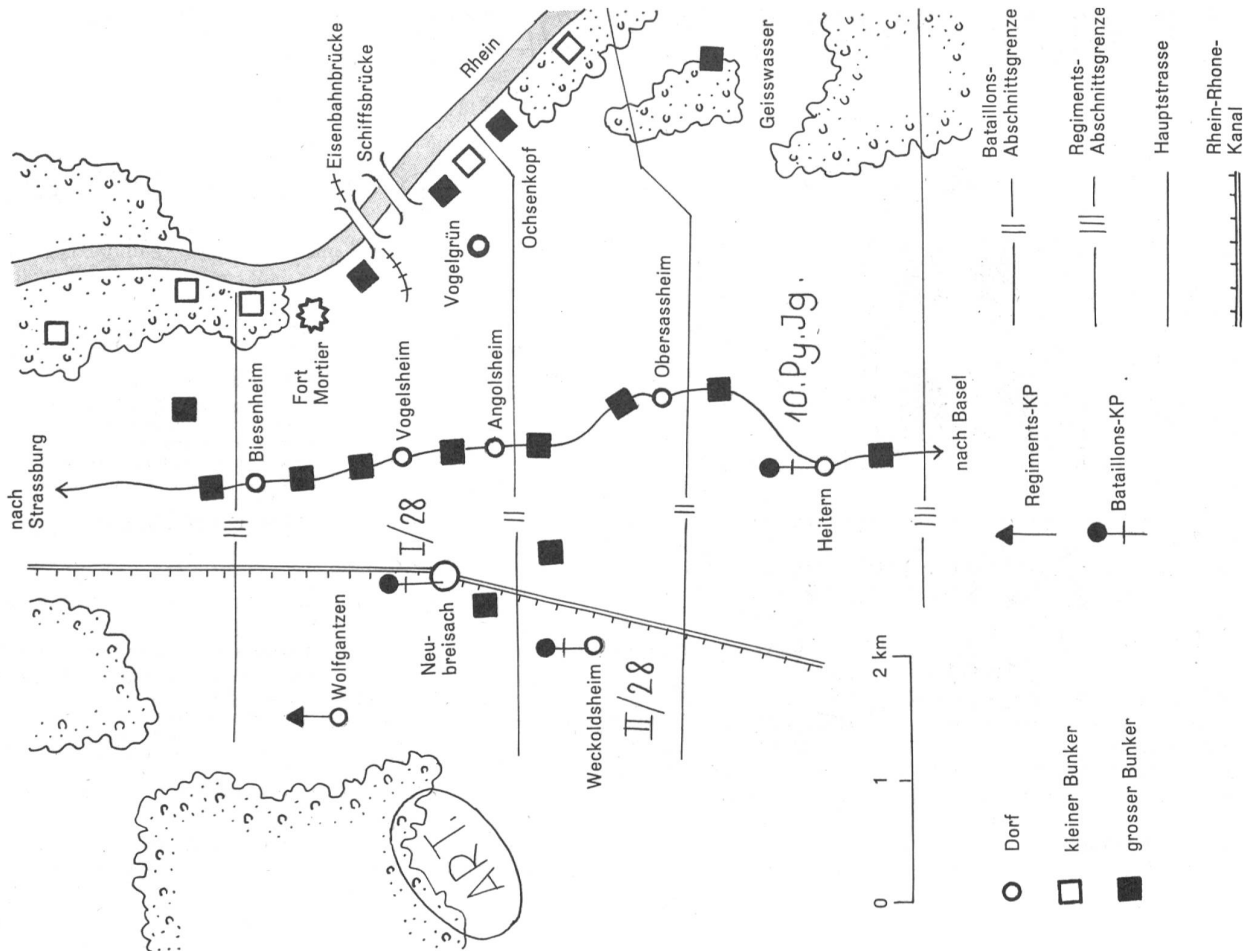 nach
Strassburg
Biesenheim
Fort
Mortier
Vogelsheim
Angolsheim
Vogelgrün
Ochsenkopf
Eisenbahnbrücke
Schiffsbrücke
Rhein
Geisswasser
Obersassheim
10.Py.Jg.
Heitern
nach Basel
I/28
Neu-
breisach
Wolfgantzen
Weckoldsheim
II/28
ART.
0 1 2 km
Dorf
kleiner Bunker
grosser Bunker
Regiments-KP
Bataillons-KP
Bataillons-
Abschnittsgrenze
Regiments-
Abschnittsgrenze
Hauptstrasse
Rhein-Rhone-
Kanal